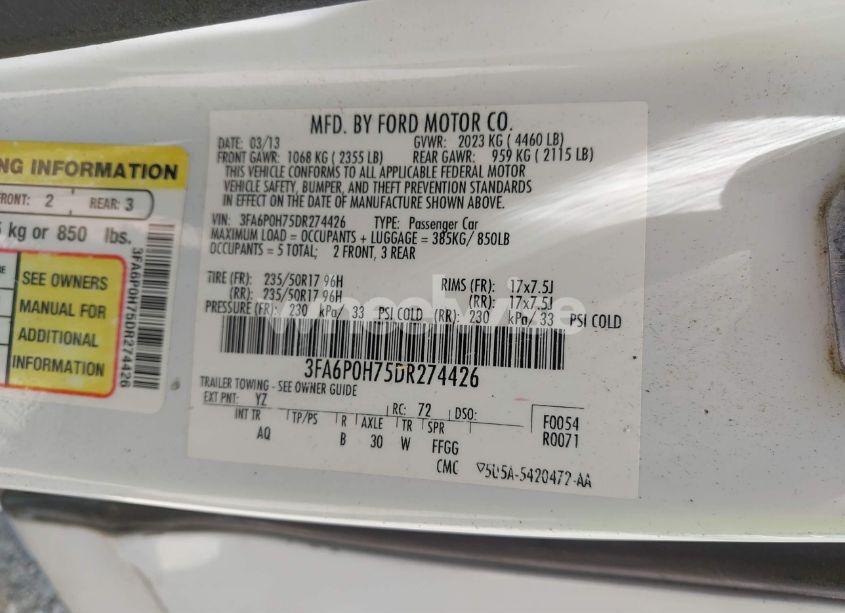 NG INFORMATION
FRONT: 2 REAR: 3
kg or 850 lbs.
SEE OWNERS
MANUAL FOR
ADDITIONAL
INFORMATION
3FA6P0H75DR274426
MFD. BY FORD MOTOR CO.
DATE: 03/13 GVWR: 2023 KG ( 4460 LB)
FRONT GAWR: 1068 KG ( 2355 LB) REAR GAWR: 959 KG ( 2115 LB)
THIS VEHICLE CONFORMS TO ALL APPLICABLE FEDERAL MOTOR
VEHICLE SAFETY, BUMPER, AND THEFT PREVENTION STANDARDS
IN EFFECT ON THE DATE OF MANUFACTURE SHOWN ABOVE.
VIN: 3FA6P0H75DR274426 TYPE: Passenger Car
MAXIMUM LOAD = OCCUPANTS + LUGGAGE = 385KG/ 850LB
OCCUPANTS = 5 TOTAL; 2 FRONT, 3 REAR
TIRE (FR): 235/50R17 96H RIMS (FR): 17x7.5J
(RR): 235/50R17 96H (RR): 17x7.5J
PRESSURE (FR): 230 kPa/ 33 PSI COLD (RR): 230 kPa/ 33 PSI COLD
3FA6P0H75DR274426
TRAILER TOWING - SEE OWNER GUIDE
EXT PNT: YZ RC: 72 DSO: F0054
INT TR TP/PS R AXLE TR SPR R0071
AQ B 30 W FFGG
CMC 5U5A-5420472-AA